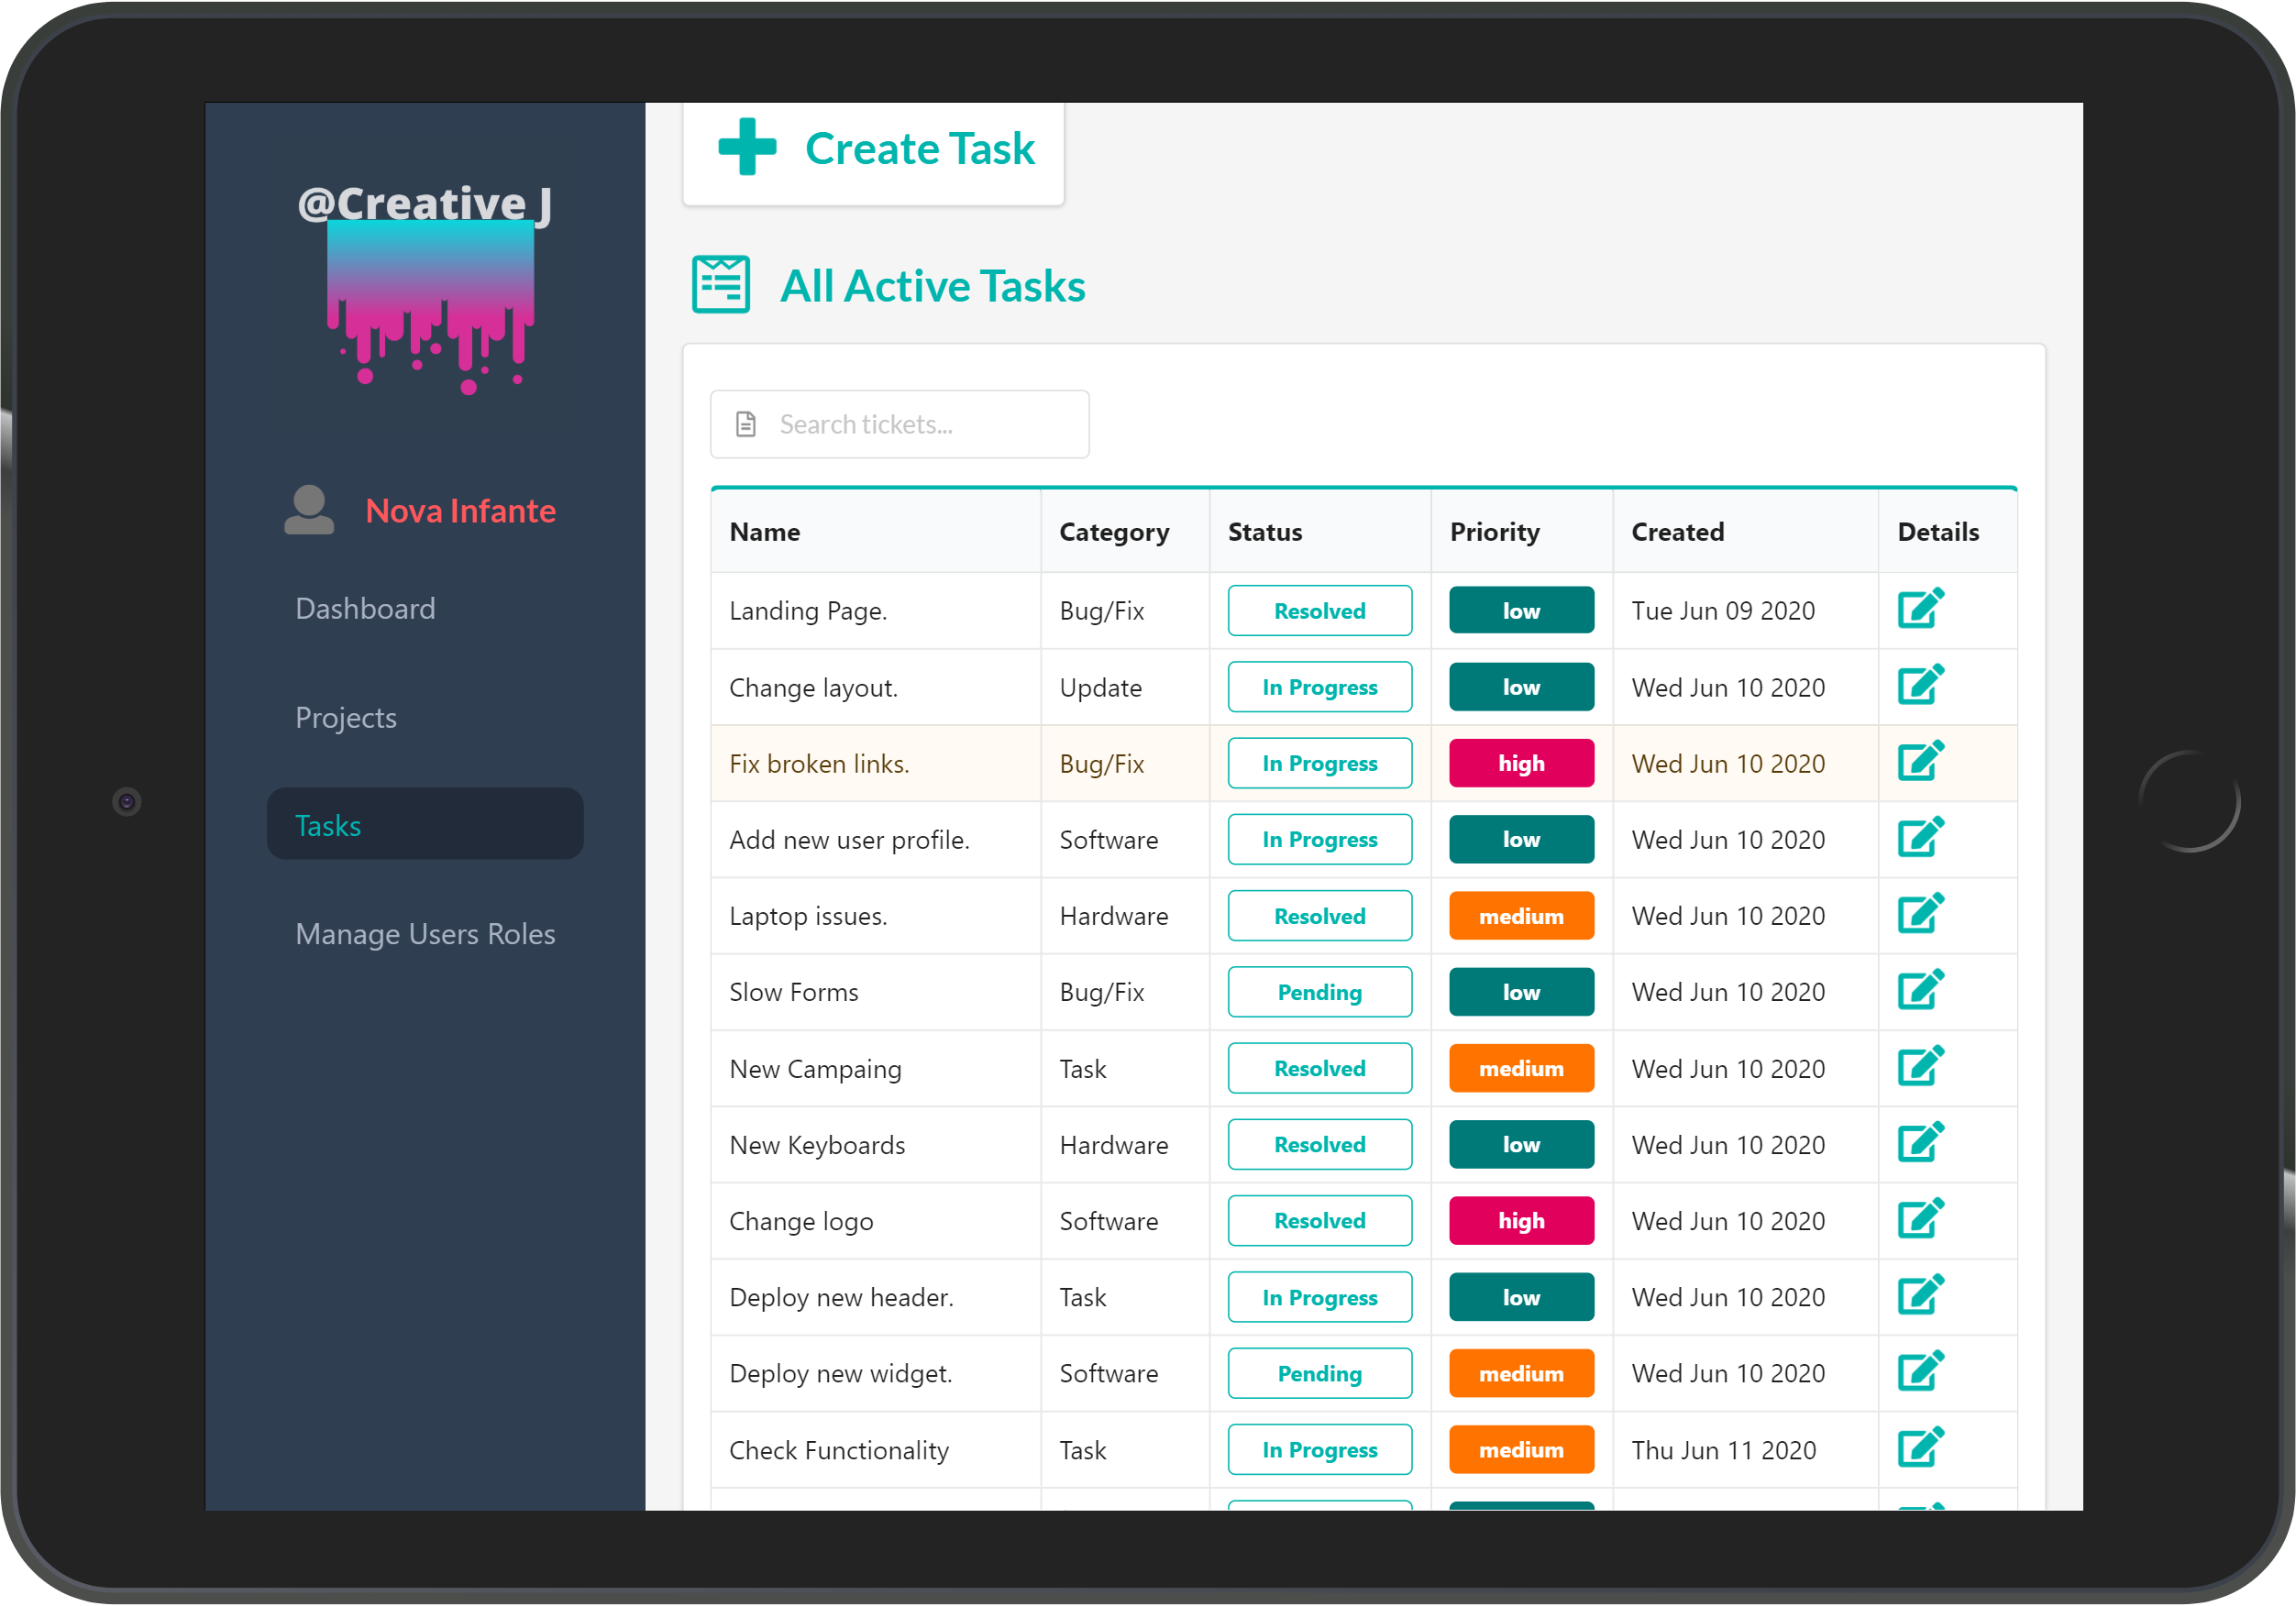 @Creative J
Nova Infante
Dashboard
Projects
Tasks
Manage Users Roles
Create Task
All Active Tasks
Search tickets...
Name Category Status Priority Created Details
Landing Page. Bug/Fix Resolved low Tue Jun 09 2020
Change layout. Update In Progress low Wed Jun 10 2020
Fix broken links. Bug/Fix In Progress high Wed Jun 10 2020
Add new user profile. Software In Progress low Wed Jun 10 2020
Laptop issues. Hardware Resolved medium Wed Jun 10 2020
Slow Forms Bug/Fix Pending low Wed Jun 10 2020
New Campaing Task Resolved medium Wed Jun 10 2020
New Keyboards Hardware Resolved low Wed Jun 10 2020
Change logo Software Resolved high Wed Jun 10 2020
Deploy new header. Task In Progress low Wed Jun 10 2020
Deploy new widget. Software Pending medium Wed Jun 10 2020
Check Functionality Task In Progress medium Thu Jun 11 2020